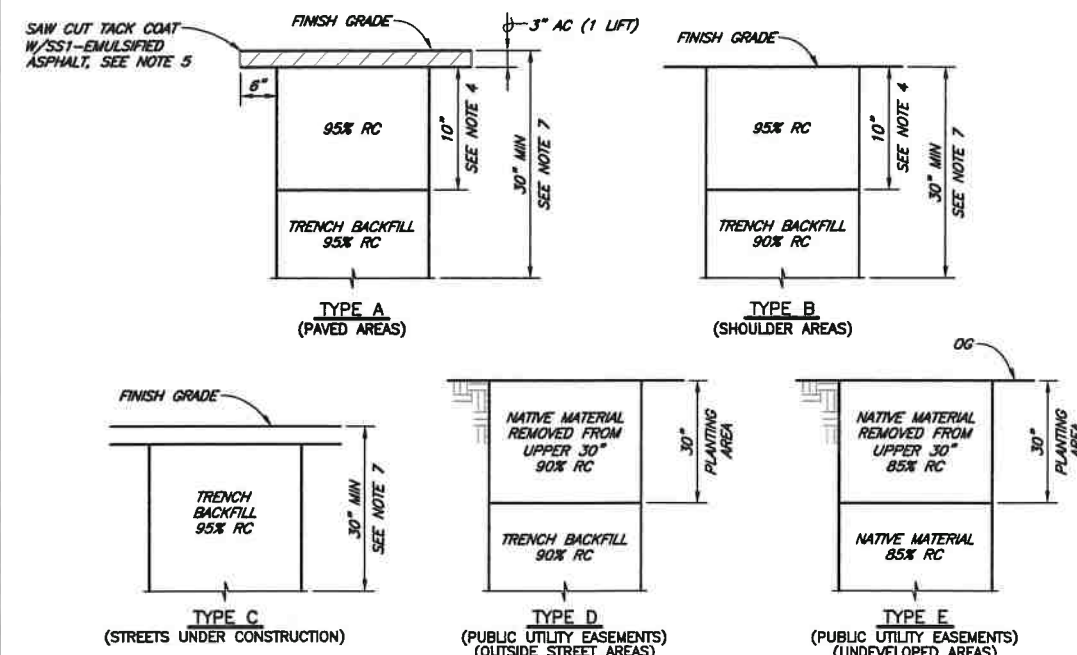 SAW CUT TACK COAT
W/SS1-EMULSIFIED
ASPHALT, SEE NOTE 5
FINISH GRADE
3" AC (1 LIFT)
6"
95% RC
10"
SEE NOTE 4
30" MIN
SEE NOTE 7
TRENCH BACKFILL
95% RC
TYPE A
(PAVED AREAS)
FINISH GRADE
95% RC
10"
SEE NOTE 4
30" MIN
SEE NOTE 7
TRENCH BACKFILL
90% RC
TYPE B
(SHOULDER AREAS)
FINISH GRADE
TRENCH
BACKFILL
95% RC
30" MIN
SEE NOTE 7
TYPE C
(STREETS UNDER CONSTRUCTION)
NATIVE MATERIAL
REMOVED FROM
UPPER 30"
90% RC
30"
PLANTING
AREA
TRENCH BACKFILL
90% RC
TYPE D
(PUBLIC UTILITY EASEMENTS)
(OUTSIDE STREET AREAS)
OG
NATIVE MATERIAL
REMOVED FROM
UPPER 30"
85% RC
30"
PLANTING
AREA
NATIVE MATERIAL
85% RC
TYPE E
(PUBLIC UTILITY EASEMENTS)
(UNDEVELOPED AREAS)